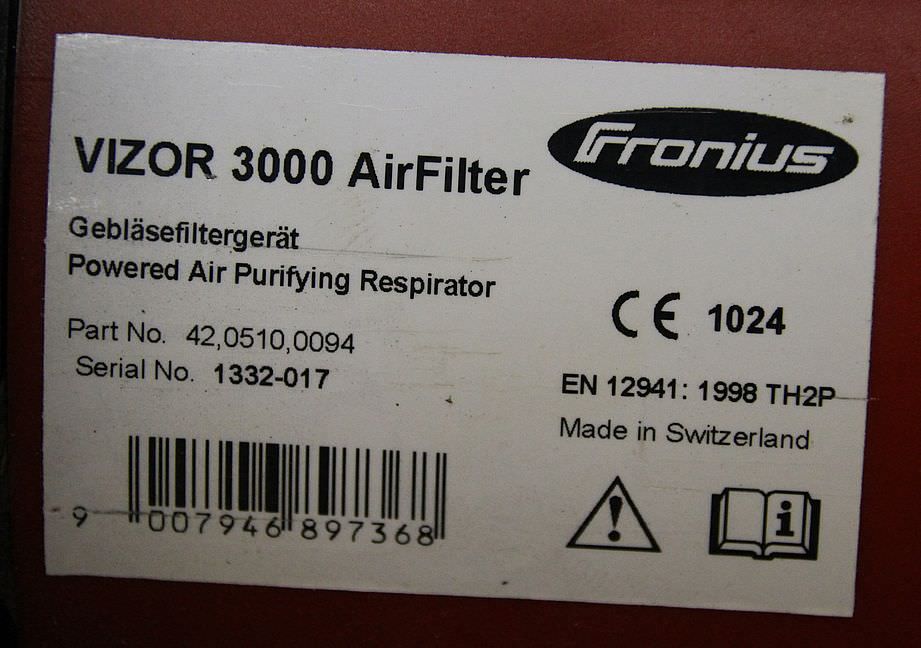 VIZOR 3000 AirFilter
Fronius
Gebläsefiltergerät
Powered Air Purifying Respirator
Part No. 42,0510,0094
Serial No. 1332-017
CE 1024
EN 12941: 1998 TH2P
Made in Switzerland
9 007946 897368
i